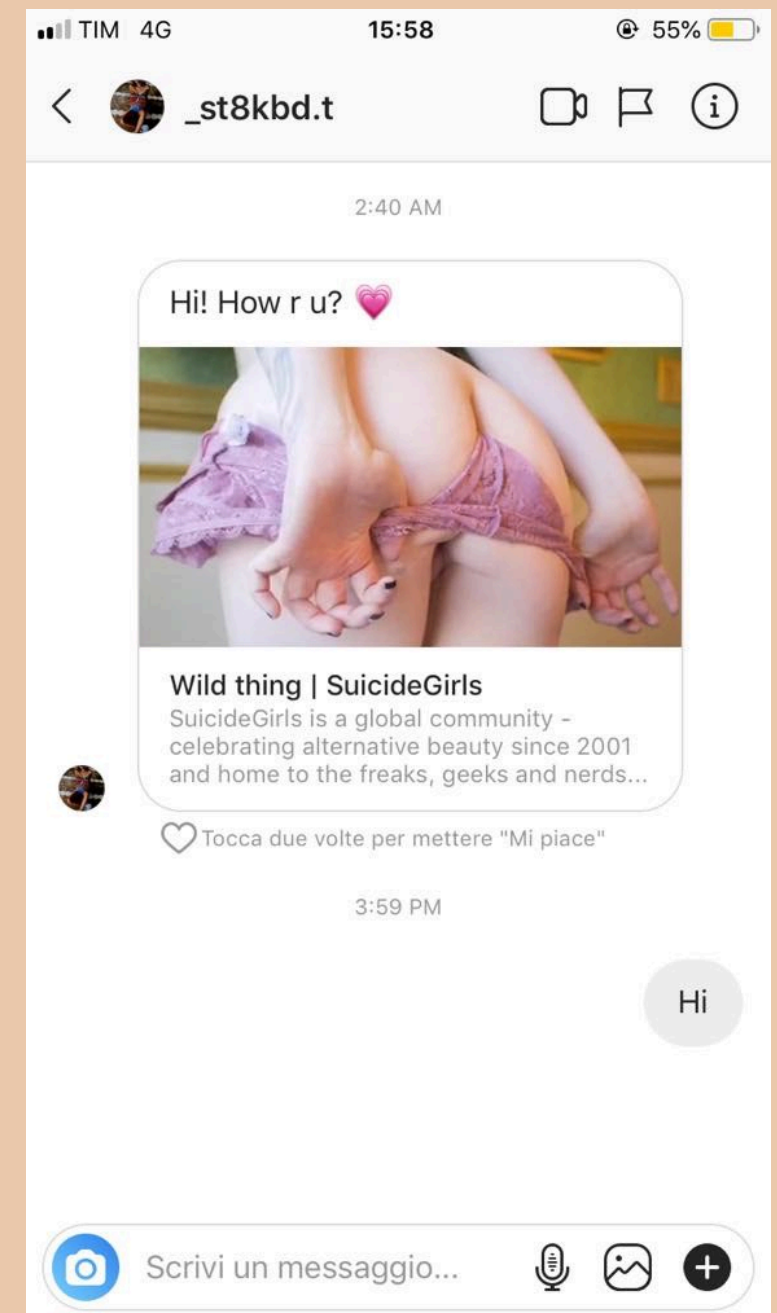 TIM 4G 15:58 55%
_st8kbd.t
2:40 AM
Hi! How r u? 💗
Wild thing | SuicideGirls
SuicideGirls is a global community -
celebrating alternative beauty since 2001
and home to the freaks, geeks and nerds...
Tocca due volte per mettere "Mi piace"
3:59 PM
Hi
Scrivi un messaggio...